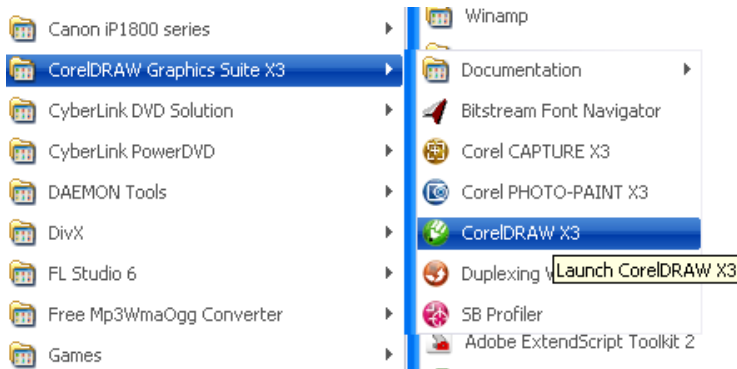 Canon iP1800 series
CorelDRAW Graphics Suite X3
CyberLink DVD Solution
CyberLink PowerDVD
DAEMON Tools
DivX
FL Studio 6
Free Mp3WmaOgg Converter
Games
Winamp
Documentation
Bitstream Font Navigator
Corel CAPTURE X3
Corel PHOTO-PAINT X3
CorelDRAW X3
Duplexing
Launch CorelDRAW X3
SB Profiler
Adobe ExtendScript Toolkit 2